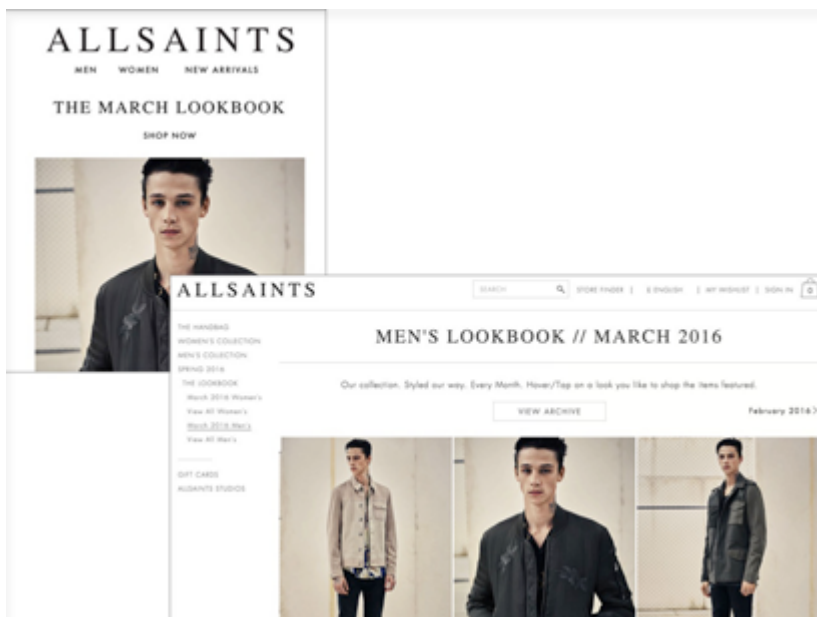 ALLSAINTS
MEN WOMEN NEW ARRIVALS
THE MARCH LOOKBOOK
SHOP NOW
ALLSAINTS
SEARCH STORE FINDER | £ ENGLISH | MY WISHLIST | SIGN IN 0
THE HANDBAG
WOMEN'S COLLECTION
MEN'S COLLECTION
SPRING 2016
THE LOOKBOOK
March 2016 Women's
View All Women's
March 2016 Men's
View All Men's
GIFT CARDS
ALLSAINTS STUDIOS
MEN'S LOOKBOOK // MARCH 2016
Our collection. Styled our way. Every Month. Hover/Tap on a look you like to shop the items featured.
VIEW ARCHIVE February 2016 >